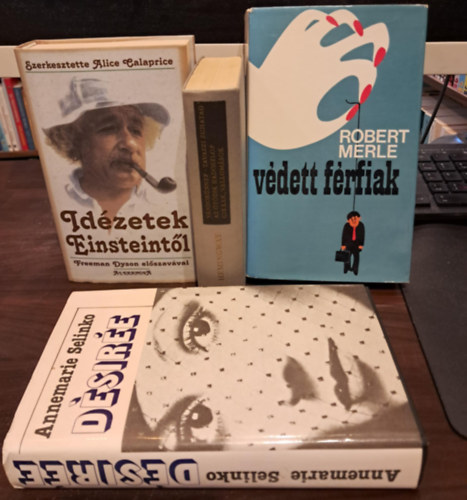 Szerkesztette Alice Calaprice
Idézetek
Einsteintől
Freeman Dyson előszavával
ROBERT
MERLE
védett férfiak
Annemarie Selinko
DÉSIRÉE
Annemarie Selinko
DÉSIRÉE